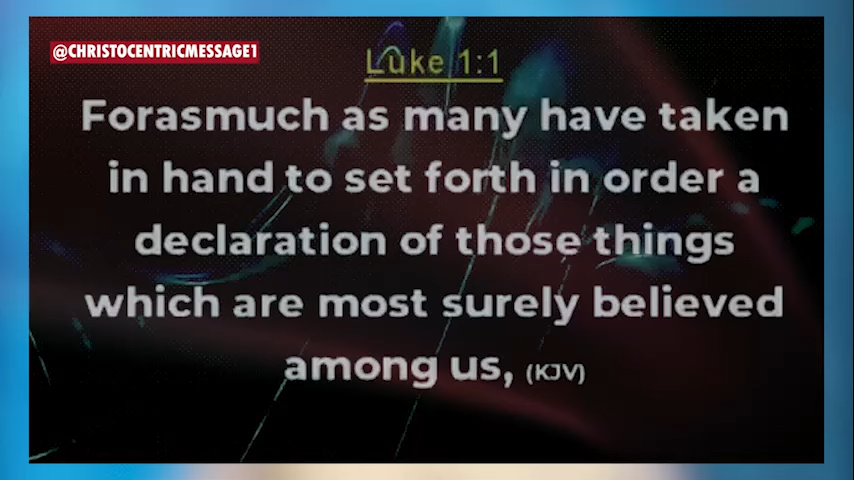 @CHRISTOCENTRICMESSAGE1
Luke 1:1
Forasmuch as many have taken
in hand to set forth in order a
declaration of those things
which are most surely believed
among us, (KJV)